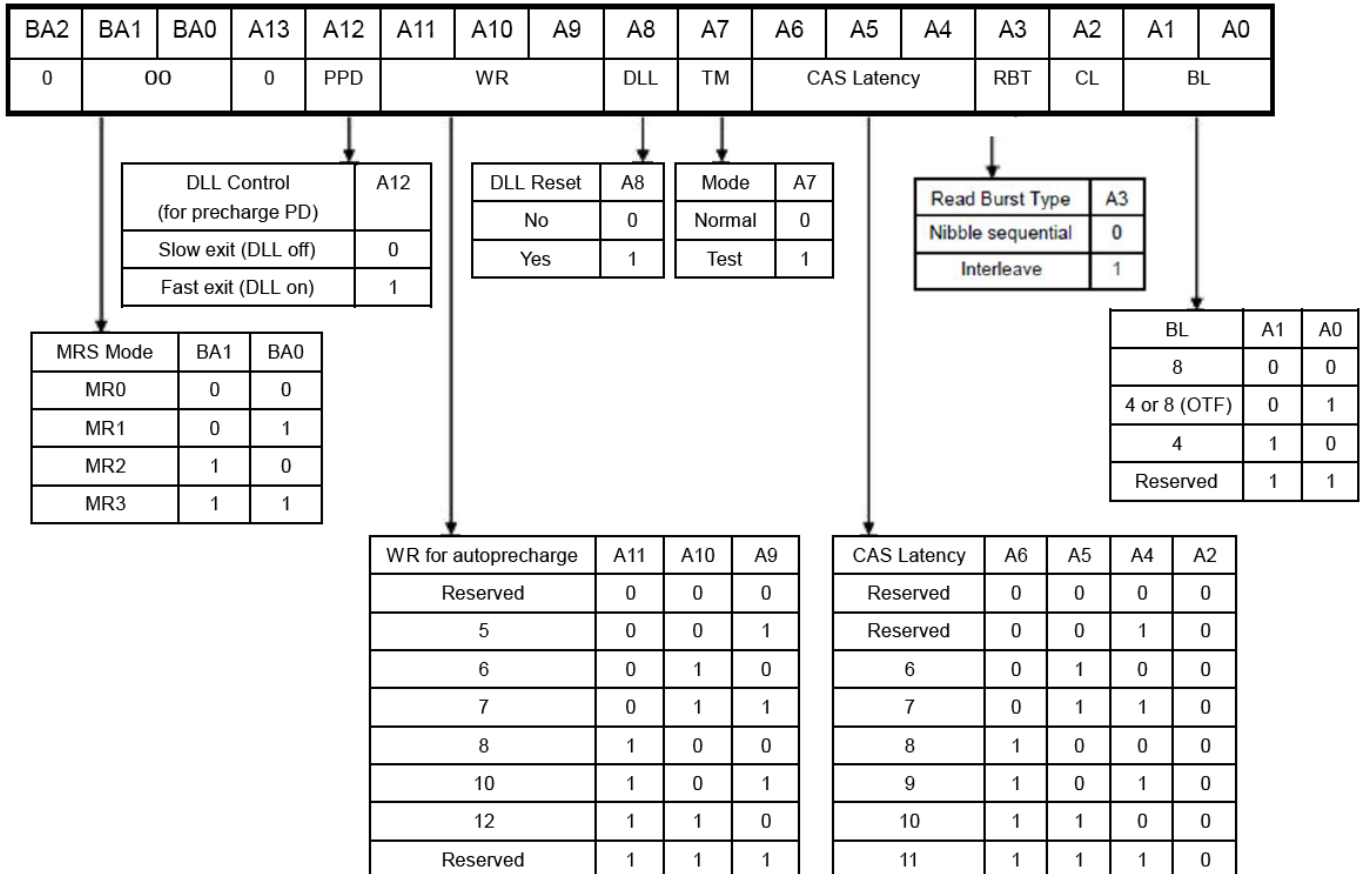 BA2 BA1 BA0 A13 A12 A11 A10 A9 A8 A7 A6 A5 A4 A3 A2 A1 A0
0 00 0 PPD WR DLL TM CAS Latency RBT CL BL
DLL Control A12
(for precharge PD)
Slow exit (DLL off) 0
Fast exit (DLL on) 1
DLL Reset A8
No 0
Yes 1
Mode A7
Normal 0
Test 1
Read Burst Type A3
Nibble sequential 0
Interleave 1
MRS Mode BA1 BA0
MR0 0 0
MR1 0 1
MR2 1 0
MR3 1 1
BL A1 A0
8 0 0
4 or 8 (OTF) 0 1
4 1 0
Reserved 1 1
WR for autoprecharge A11 A10 A9
Reserved 0 0 0
5 0 0 1
6 0 1 0
7 0 1 1
8 1 0 0
10 1 0 1
12 1 1 0
Reserved 1 1 1
CAS Latency A6 A5 A4 A2
Reserved 0 0 0 0
Reserved 0 0 1 0
6 0 1 0 0
7 0 1 1 0
8 1 0 0 0
9 1 0 1 0
10 1 1 0 0
11 1 1 1 0